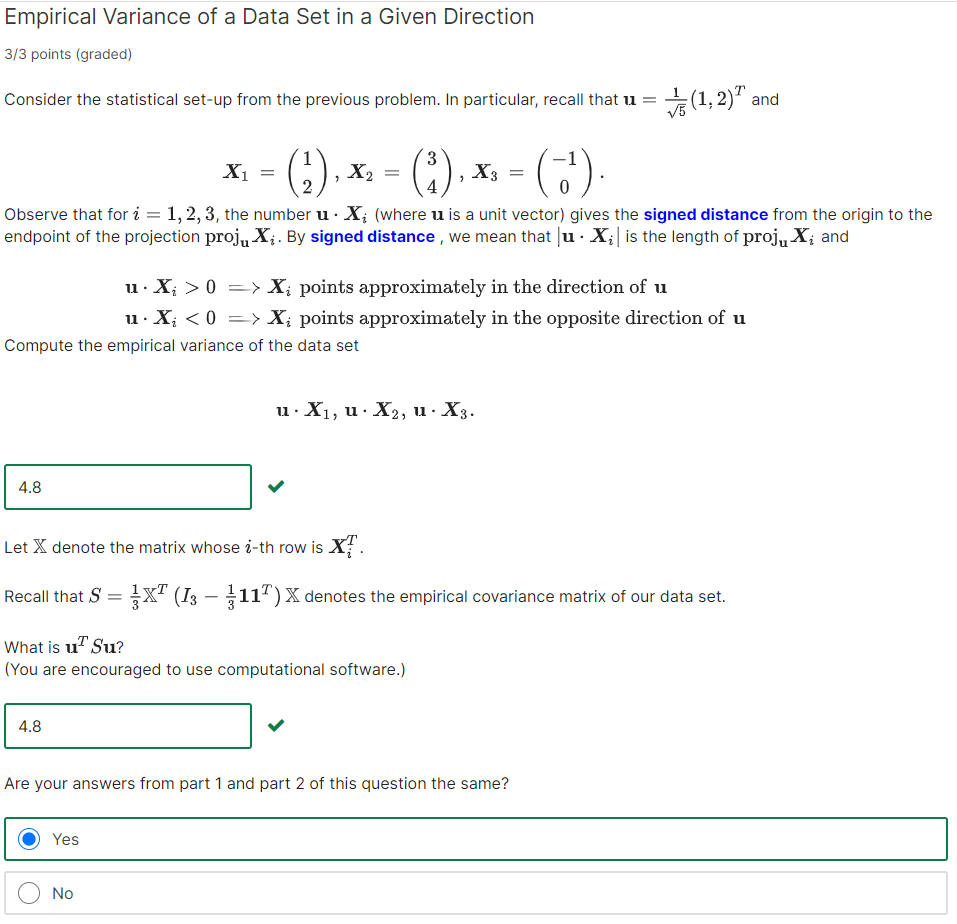 Empirical Variance of a Data Set in a Given Direction
3/3 points (graded)
Consider the statistical set-up from the previous problem. In particular, recall that $\mathbf{u} = \frac{1}{\sqrt{5}}(1, 2)^T$ and
$\mathbf{X}_1 = \begin{pmatrix} 1 \\ 2 \end{pmatrix}, \mathbf{X}_2 = \begin{pmatrix} 3 \\ 4 \end{pmatrix}, \mathbf{X}_3 = \begin{pmatrix} -1 \\ 0 \end{pmatrix}.$
Observe that for $i = 1, 2, 3$, the number $\mathbf{u} \cdot \mathbf{X}_i$ (where $\mathbf{u}$ is a unit vector) gives the signed distance from the origin to the
endpoint of the projection $\text{proj}_{\mathbf{u}} \mathbf{X}_i$. By signed distance , we mean that $|\mathbf{u} \cdot \mathbf{X}_i|$ is the length of $\text{proj}_{\mathbf{u}} \mathbf{X}_i$ and
$\mathbf{u} \cdot \mathbf{X}_i > 0 \implies \mathbf{X}_i$ points approximately in the direction of $\mathbf{u}$
$\mathbf{u} \cdot \mathbf{X}_i < 0 \implies \mathbf{X}_i$ points approximately in the opposite direction of $\mathbf{u}$
Compute the empirical variance of the data set
$\mathbf{u} \cdot \mathbf{X}_1, \mathbf{u} \cdot \mathbf{X}_2, \mathbf{u} \cdot \mathbf{X}_3.$
4.8 ✔
Let $\mathbb{X}$ denote the matrix whose $i$-th row is $\mathbf{X}_i^T$.
Recall that $S = \frac{1}{3}\mathbb{X}^T \left(I_3 - \frac{1}{3}\mathbf{1}\mathbf{1}^T\right) \mathbb{X}$ denotes the empirical covariance matrix of our data set.
What is $\mathbf{u}^T S\mathbf{u}$?
(You are encouraged to use computational software.)
4.8 ✔
Are your answers from part 1 and part 2 of this question the same?
Yes
No